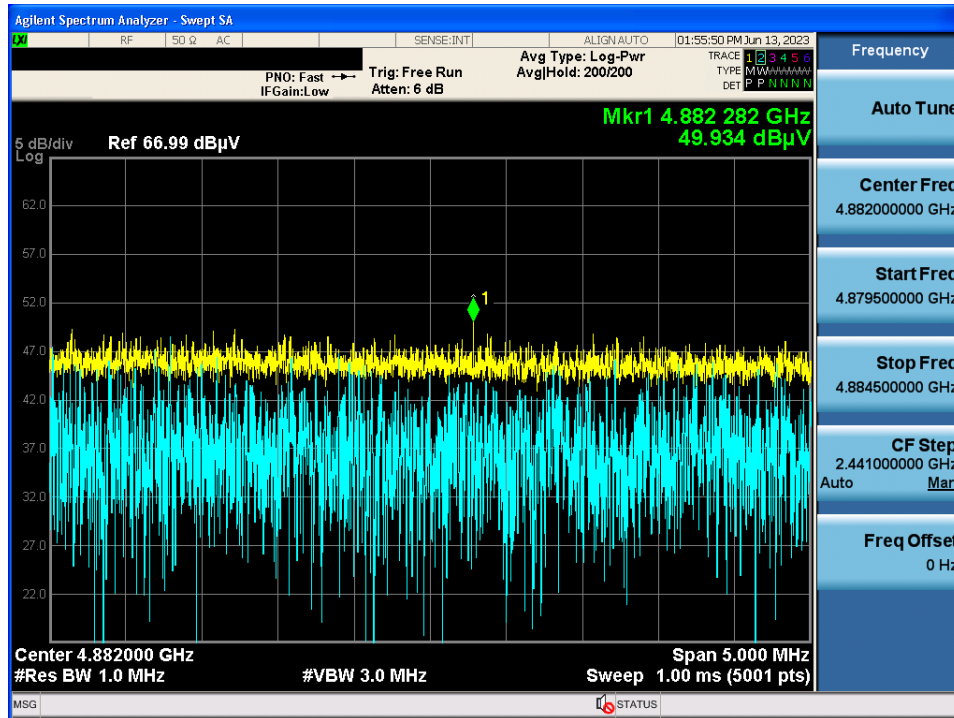 Agilent Spectrum Analyzer - Swept SA
LXI RF 50 Ω AC SENSE:INT ALIGN AUTO 01:55:50 PM Jun 13, 2023
PNO: Fast Trig: Free Run Avg Type: Log-Pwr TRACE 1 2 3 4 5 6
IFGain:Low Atten: 6 dB Avg|Hold: 200/200 TYPE M W W W W W
DET P P N N N N
Mkr1 4.882 282 GHz
49.934 dBµV
5 dB/div Ref 66.99 dBµV
Log
62.0
57.0
52.0
1
47.0
42.0
37.0
32.0
27.0
22.0
Center 4.882000 GHz Span 5.000 MHz
#Res BW 1.0 MHz #VBW 3.0 MHz Sweep 1.00 ms (5001 pts)
MSG STATUS
Frequency
Auto Tune
Center Freq
4.882000000 GHz
Start Freq
4.879500000 GHz
Stop Freq
4.884500000 GHz
CF Step
2.441000000 GHz
Auto Man
Freq Offset
0 Hz